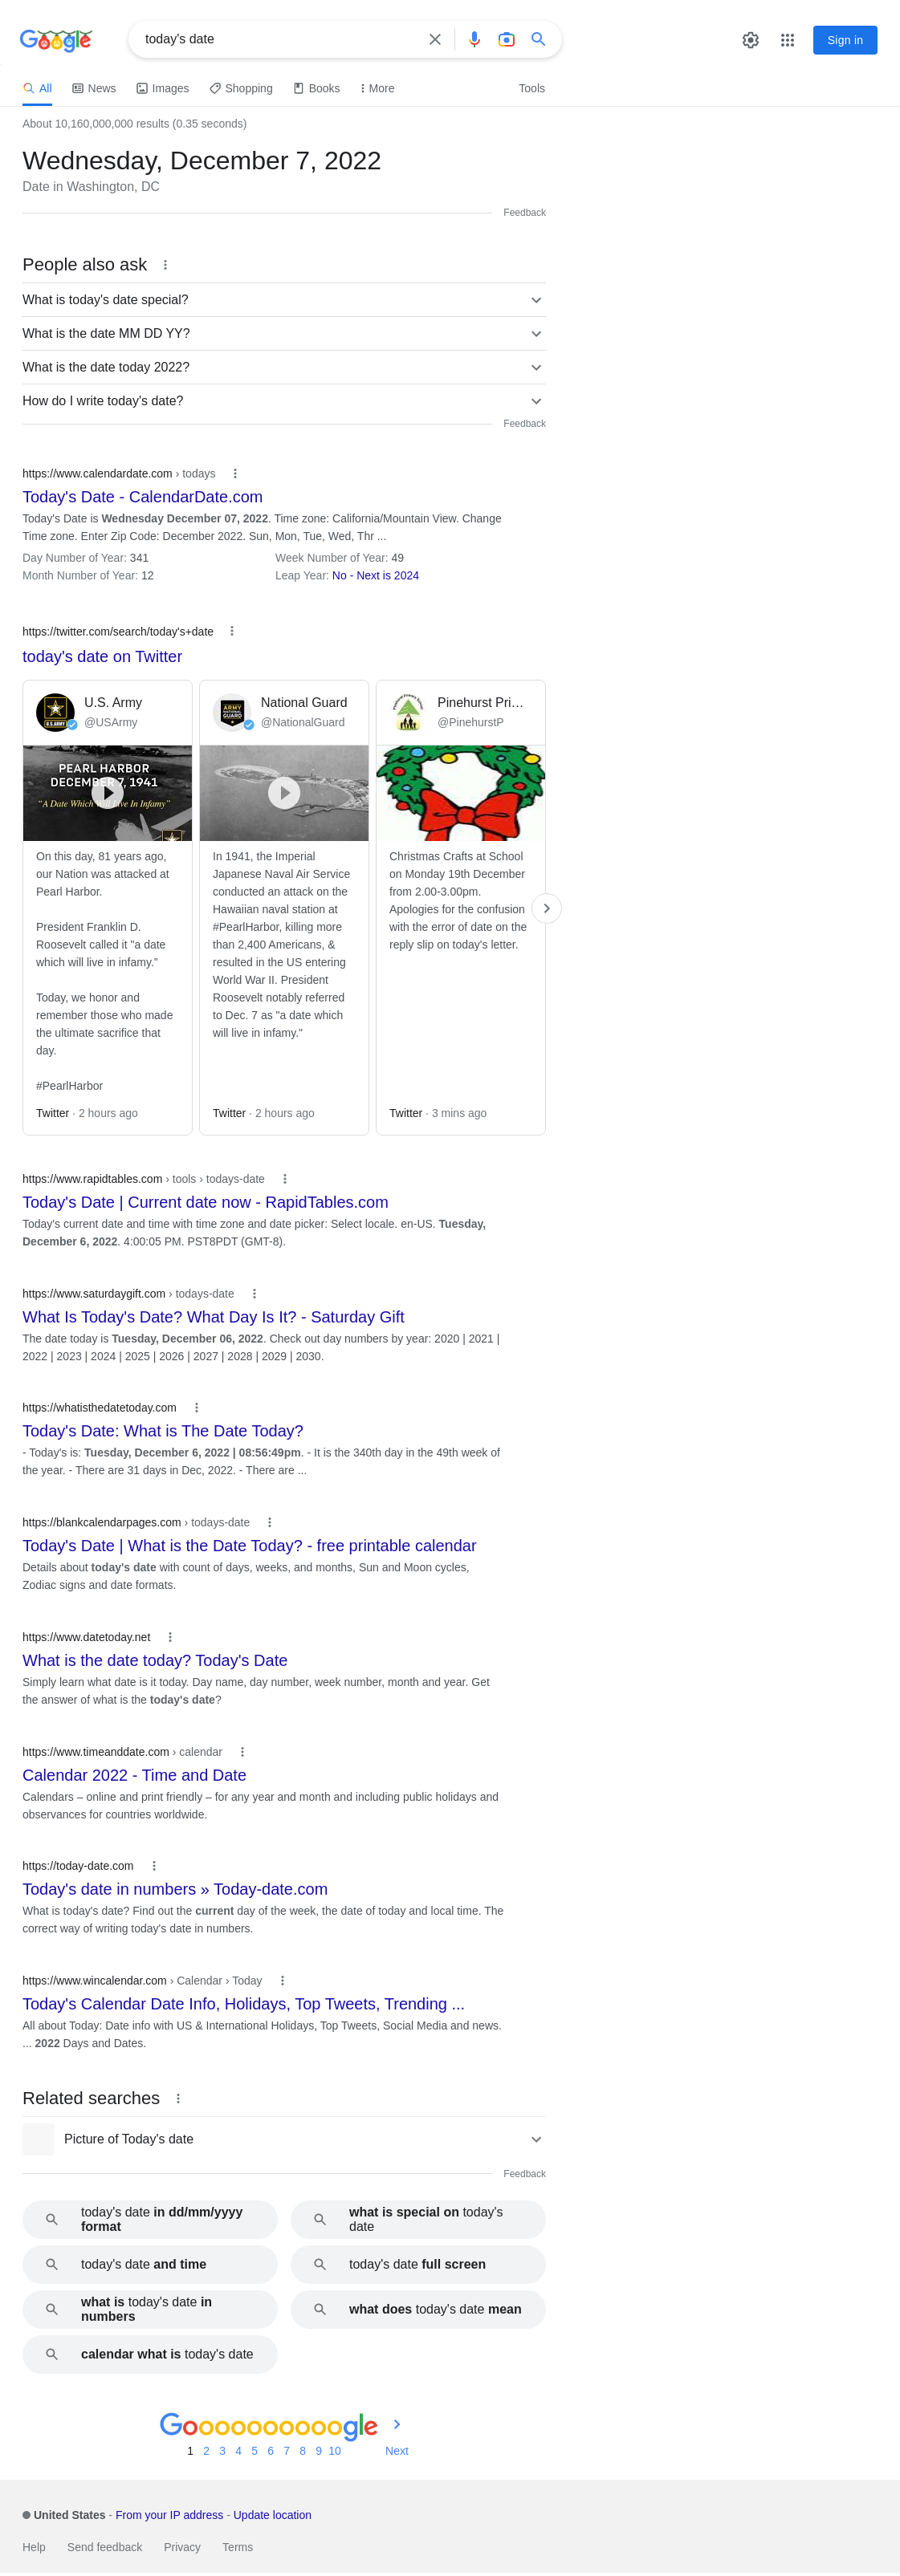 Google
today's date
Sign in
All
News
Images
Shopping
Books
More
Tools
About 10,160,000,000 results (0.35 seconds)
Wednesday, December 7, 2022
Date in Washington, DC
Feedback
People also ask
What is today's date special?
What is the date MM DD YY?
What is the date today 2022?
How do I write today's date?
Feedback
https://www.calendardate.com › todays
Today's Date - CalendarDate.com
Today's Date is Wednesday December 07, 2022. Time zone: California/Mountain View. Change
Time zone. Enter Zip Code: December 2022. Sun, Mon, Tue, Wed, Thr ...
Day Number of Year: 341
Week Number of Year: 49
Month Number of Year: 12
Leap Year: No - Next is 2024
https://twitter.com/search/today's+date
today's date on Twitter
U.S. Army
@USArmy
U.S.ARMY
PEARL HARBOR
DECEMBER 7, 1941
“A Date Which Will Live In Infamy”
On this day, 81 years ago,
our Nation was attacked at
Pearl Harbor.
President Franklin D.
Roosevelt called it "a date
which will live in infamy."
Today, we honor and
remember those who made
the ultimate sacrifice that
day.
#PearlHarbor
Twitter · 2 hours ago
National Guard
@NationalGuard
ARMY
NATIONAL
GUARD
In 1941, the Imperial
Japanese Naval Air Service
conducted an attack on the
Hawaiian naval station at
#PearlHarbor, killing more
than 2,400 Americans, &
resulted in the US entering
World War II. President
Roosevelt notably referred
to Dec. 7 as "a date which
will live in infamy."
Twitter · 2 hours ago
Pinehurst Pri…
@PinehurstP
Christmas Crafts at School
on Monday 19th December
from 2.00-3.00pm.
Apologies for the confusion
with the error of date on the
reply slip on today's letter.
Twitter · 3 mins ago
https://www.rapidtables.com › tools › todays-date
Today's Date | Current date now - RapidTables.com
Today's current date and time with time zone and date picker: Select locale. en-US. Tuesday,
December 6, 2022. 4:00:05 PM. PST8PDT (GMT-8).
https://www.saturdaygift.com › todays-date
What Is Today's Date? What Day Is It? - Saturday Gift
The date today is Tuesday, December 06, 2022. Check out day numbers by year: 2020 | 2021 |
2022 | 2023 | 2024 | 2025 | 2026 | 2027 | 2028 | 2029 | 2030.
https://whatisthedatetoday.com
Today's Date: What is The Date Today?
- Today's is: Tuesday, December 6, 2022 | 08:56:49pm. - It is the 340th day in the 49th week of
the year. - There are 31 days in Dec, 2022. - There are ...
https://blankcalendarpages.com › todays-date
Today's Date | What is the Date Today? - free printable calendar
Details about today's date with count of days, weeks, and months, Sun and Moon cycles,
Zodiac signs and date formats.
https://www.datetoday.net
What is the date today? Today's Date
Simply learn what date is it today. Day name, day number, week number, month and year. Get
the answer of what is the today's date?
https://www.timeanddate.com › calendar
Calendar 2022 - Time and Date
Calendars – online and print friendly – for any year and month and including public holidays and
observances for countries worldwide.
https://today-date.com
Today's date in numbers » Today-date.com
What is today's date? Find out the current day of the week, the date of today and local time. The
correct way of writing today's date in numbers.
https://www.wincalendar.com › Calendar › Today
Today's Calendar Date Info, Holidays, Top Tweets, Trending ...
All about Today: Date info with US & International Holidays, Top Tweets, Social Media and news.
... 2022 Days and Dates.
Related searches
Picture of Today's date
Feedback
today's date in dd/mm/yyyy
format
what is special on today's
date
today's date and time
today's date full screen
what is today's date in
numbers
what does today's date mean
calendar what is today's date
Goooooooooogle
1 2 3 4 5 6 7 8 9 10 Next
United States - From your IP address - Update location
Help Send feedback Privacy Terms